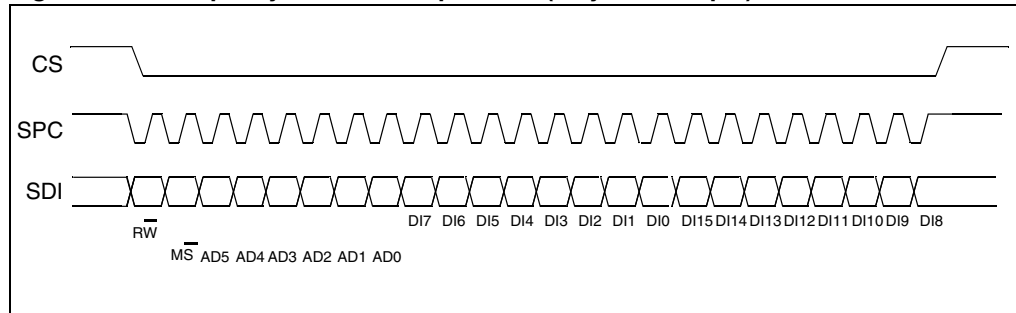 CS
SPC
SDI
DI7 DI6 DI5 DI4 DI3 DI2 DI1 DI0 DI15 DI14 DI13 DI12 DI11 DI10 DI9 DI8
RW
MS AD5 AD4 AD3 AD2 AD1 AD0